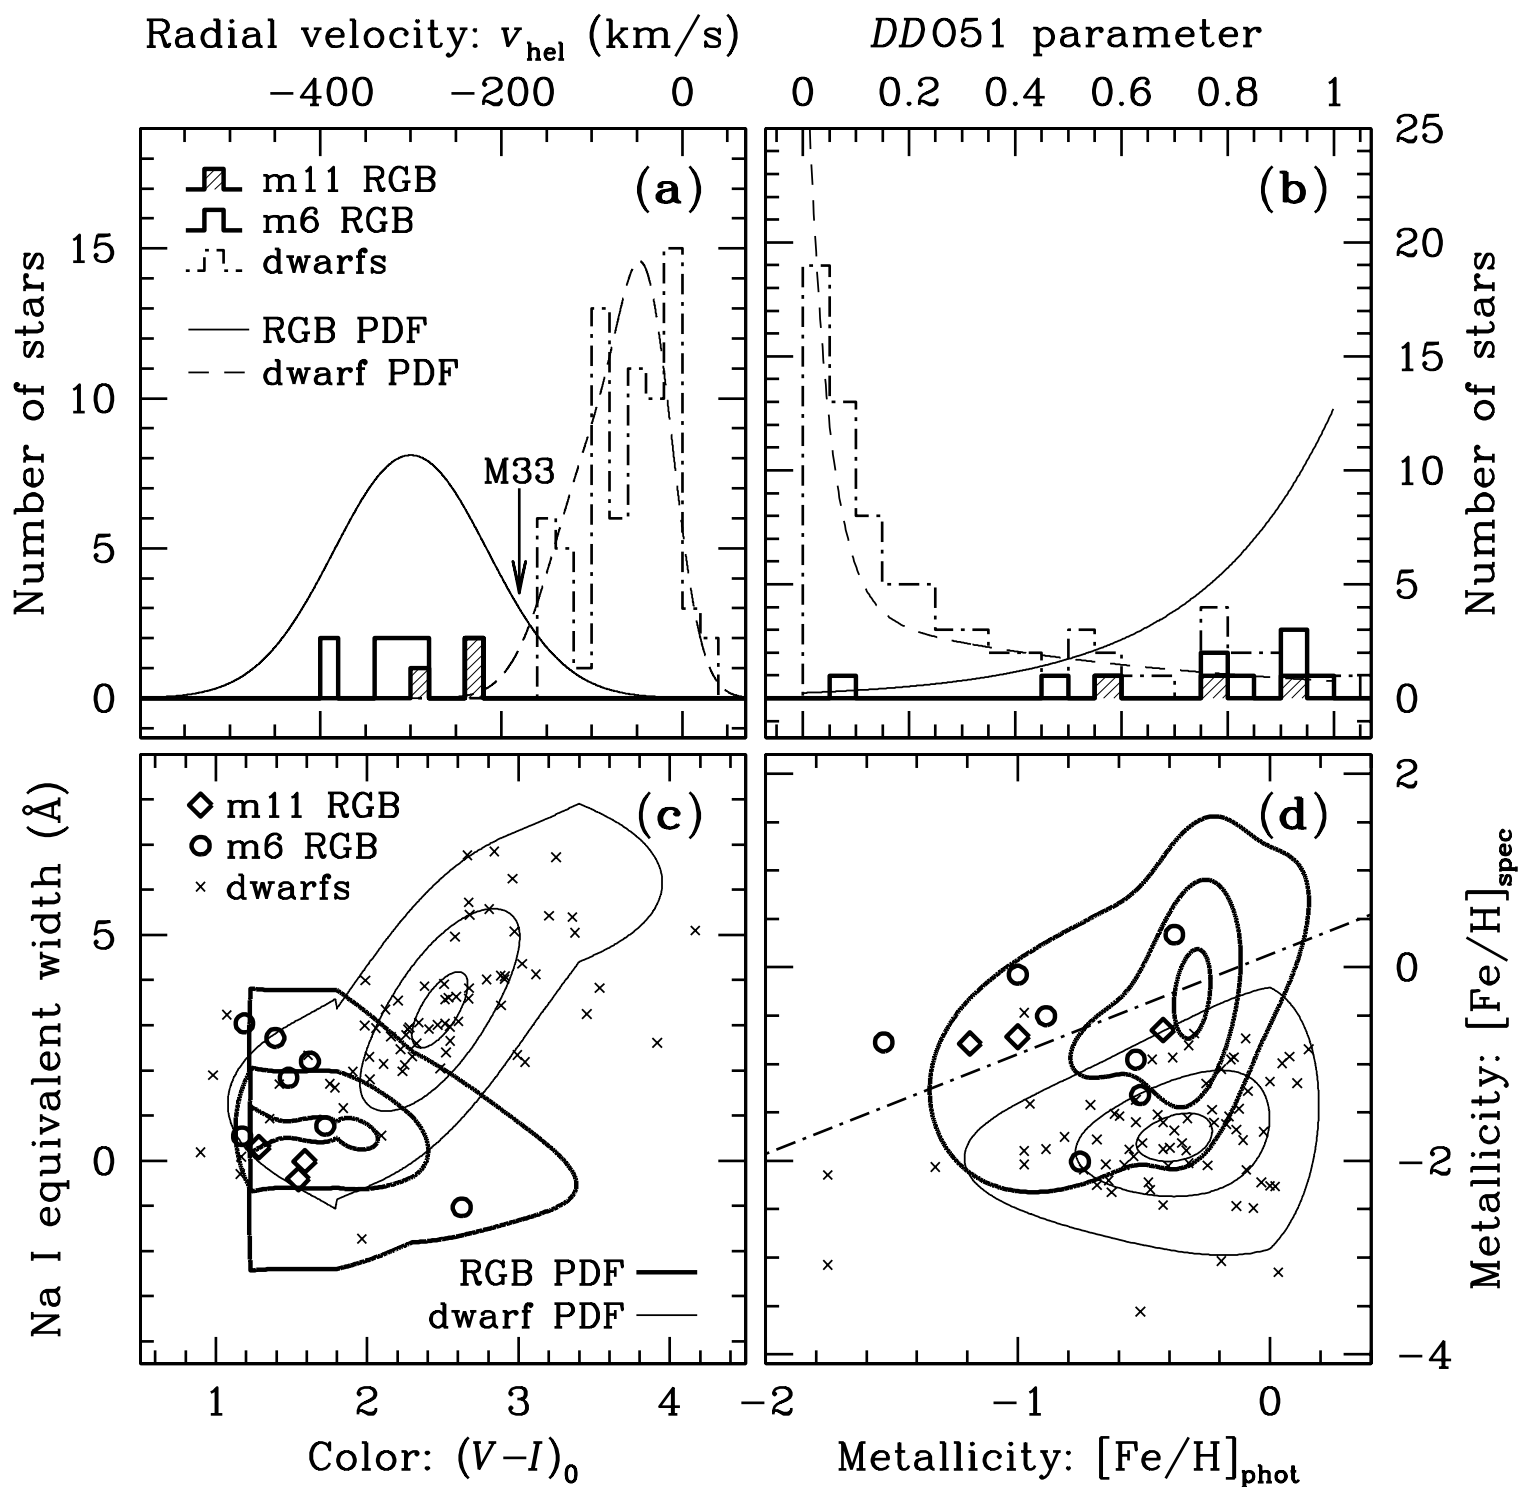 Radial velocity: v_hel (km/s)
DDO51 parameter
−400 −200 0
0 0.2 0.4 0.6 0.8 1
(a)
m11 RGB
m6 RGB
dwarfs
RGB PDF
dwarf PDF
M33
Number of stars
15
10
5
0
(b)
25
20
15
10
5
0
Number of stars
(c)
m11 RGB
m6 RGB
dwarfs
RGB PDF
dwarf PDF
Na I equivalent width (Å)
5
0
1 2 3 4
Color: (V−I)₀
(d)
2
0
−2
−4
Metallicity: [Fe/H]_spec
−2 −1 0
Metallicity: [Fe/H]_phot